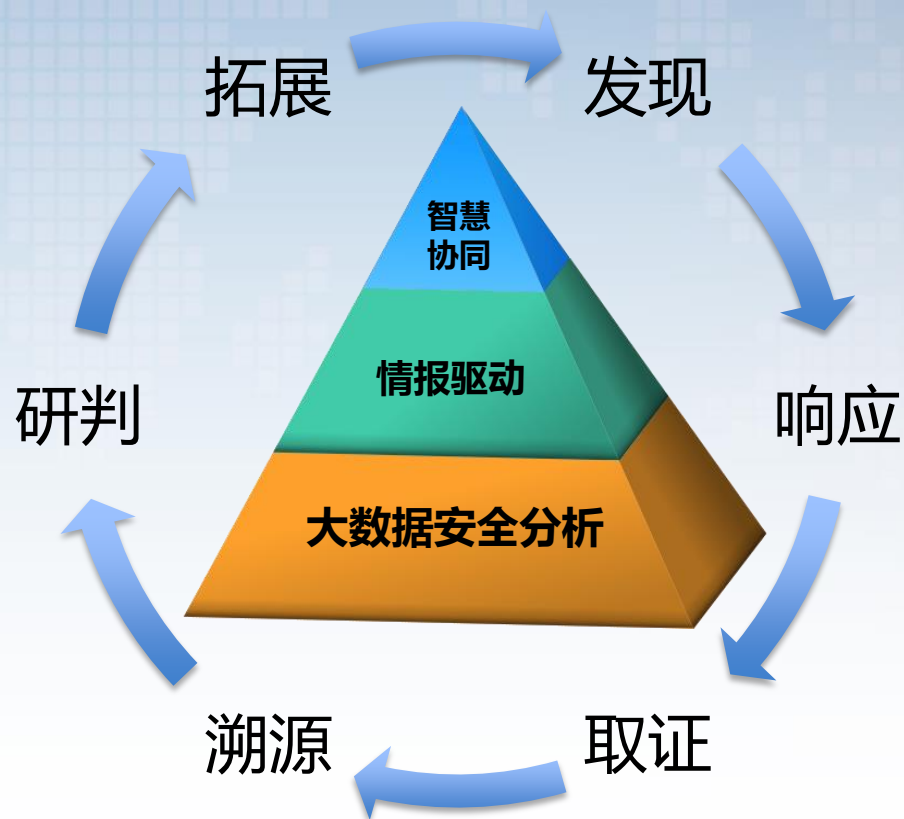 拓展
发现
智慧
协同
情报驱动
研判
响应
大数据安全分析
溯源
取证